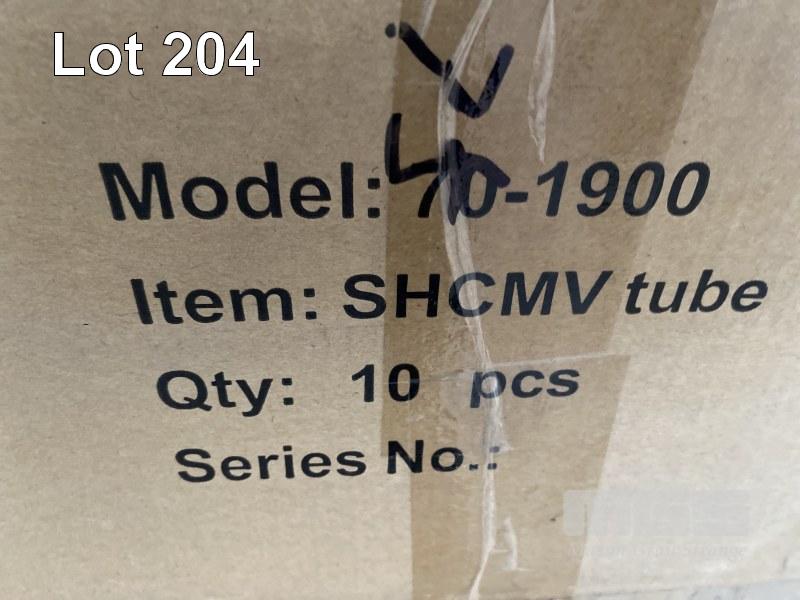 Lot 204
Model: 70-1900
Item: SHCMV tube
Qty: 10 pcs
Series No.: